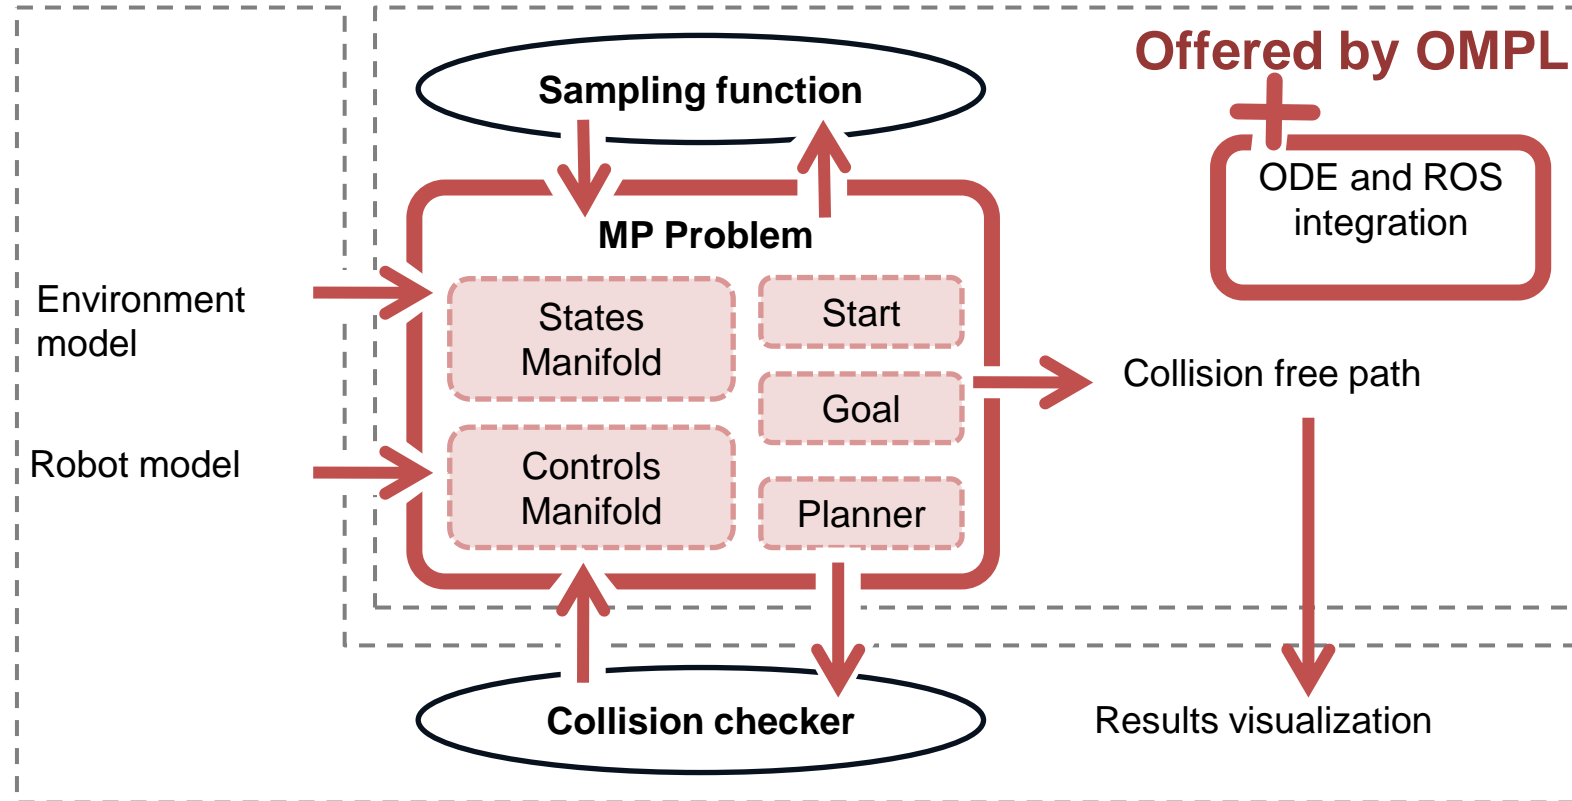 Offered by OMPL
Sampling function
ODE and ROS
integration
MP Problem
Environment
model
States
Manifold
Start
Goal
Collision free path
Robot model
Controls
Manifold
Planner
Collision checker
Results visualization